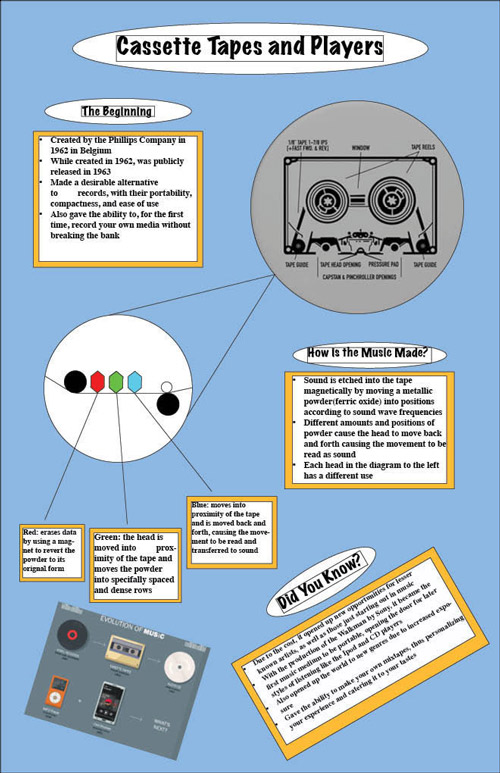 Cassette Tapes and Players
The Beginning
Created by the Phillips Company in
1962 in Belgium
While created in 1962, was publicly
released in 1963
Made a desirable alternative
to records, with their portability,
compactness, and ease of use
Also gave the ability to, for the first
time, record your own media without
breaking the bank
1/8" TAPE 1-7/8 IPS
(+FAST FWD. & REV.)
WINDOW
TAPE REELS
TAPE GUIDE
TAPE HEAD OPENING
PRESSURE PAD
TAPE GUIDE
CAPSTAN & PINCHROLLER OPENINGS
How is the Music Made?
Sound is etched into the tape
magnetically by moving a metallic
powder(ferric oxide) into positions
according to sound wave frequencies
Different amounts and positions of
powder cause the head to move back
and forth causing the movement to be
read as sound
Each head in the diagram to the left
has a different use
Blue: moves into
proximity of the tape
and is moved back and
forth, causing the move-
ment to be read and
transferred to sound
Red: erases data
by using a mag-
net to revert the
powder to its
orignal form
Green: the head is
moved into prox-
imity of the tape and
moves the powder
into specifally spaced
and dense rows
Did You Know?
Due to the cost, it opened up new opportunities for lesser
known artists, as well as those just starting out in music
With the production of the Walkman by Sony, it became the
first music medium to be portable, opening the door for later
styles of listening like the Ipod and CD players
Also opened up the world to new genres due to increased expo-
sure
Gave the ability to make your own mixtapes, thus personalizing
your experience and catering it to your tastes
EVOLUTION OF MUSIC
WHAT'S
NEXT?